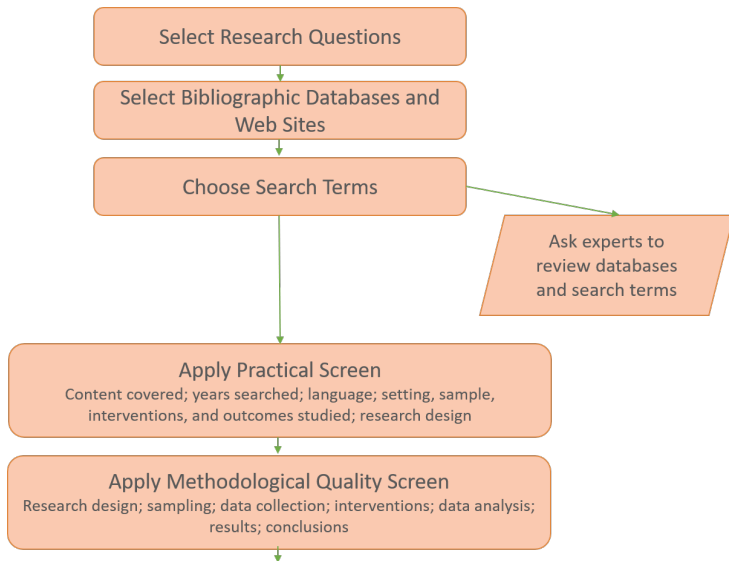 Select Research Questions
Select Bibliographic Databases and
Web Sites
Choose Search Terms
Ask experts to
review databases
and search terms
Apply Practical Screen
Content covered; years searched; language; setting, sample,
interventions, and outcomes studied; research design
Apply Methodological Quality Screen
Research design; sampling; data collection; interventions; data analysis;
results; conclusions